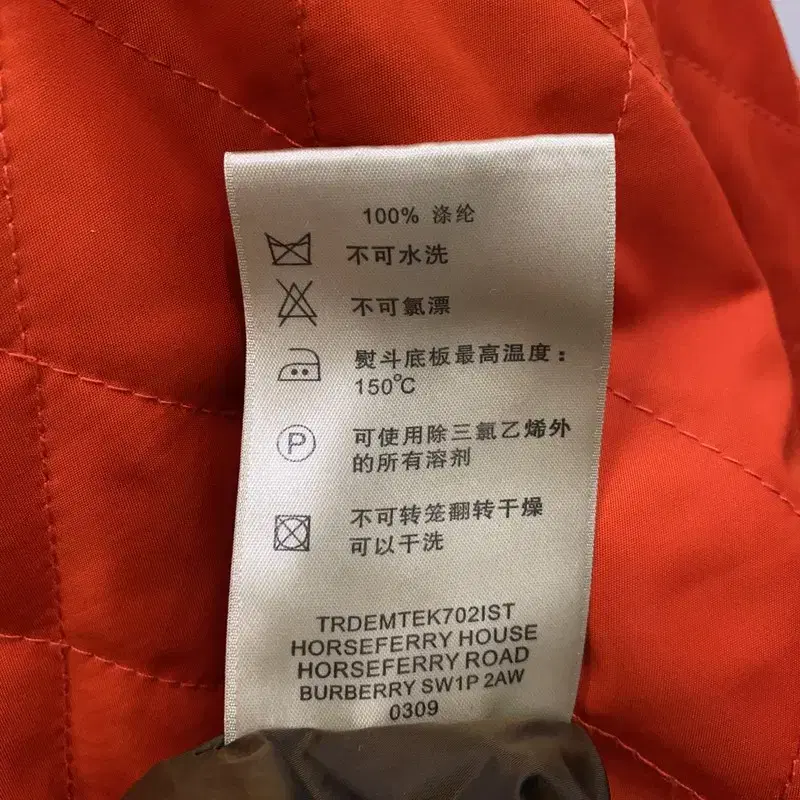 100% 涤纶
不可水洗
不可氯漂
熨斗底板最高温度：
150℃
P
可使用除三氯乙烯外
的所有溶剂
不可转笼翻转干燥
可以干洗
TRDEMTEK702IST
HORSEFERRY HOUSE
HORSEFERRY ROAD
BURBERRY SW1P 2AW
0309